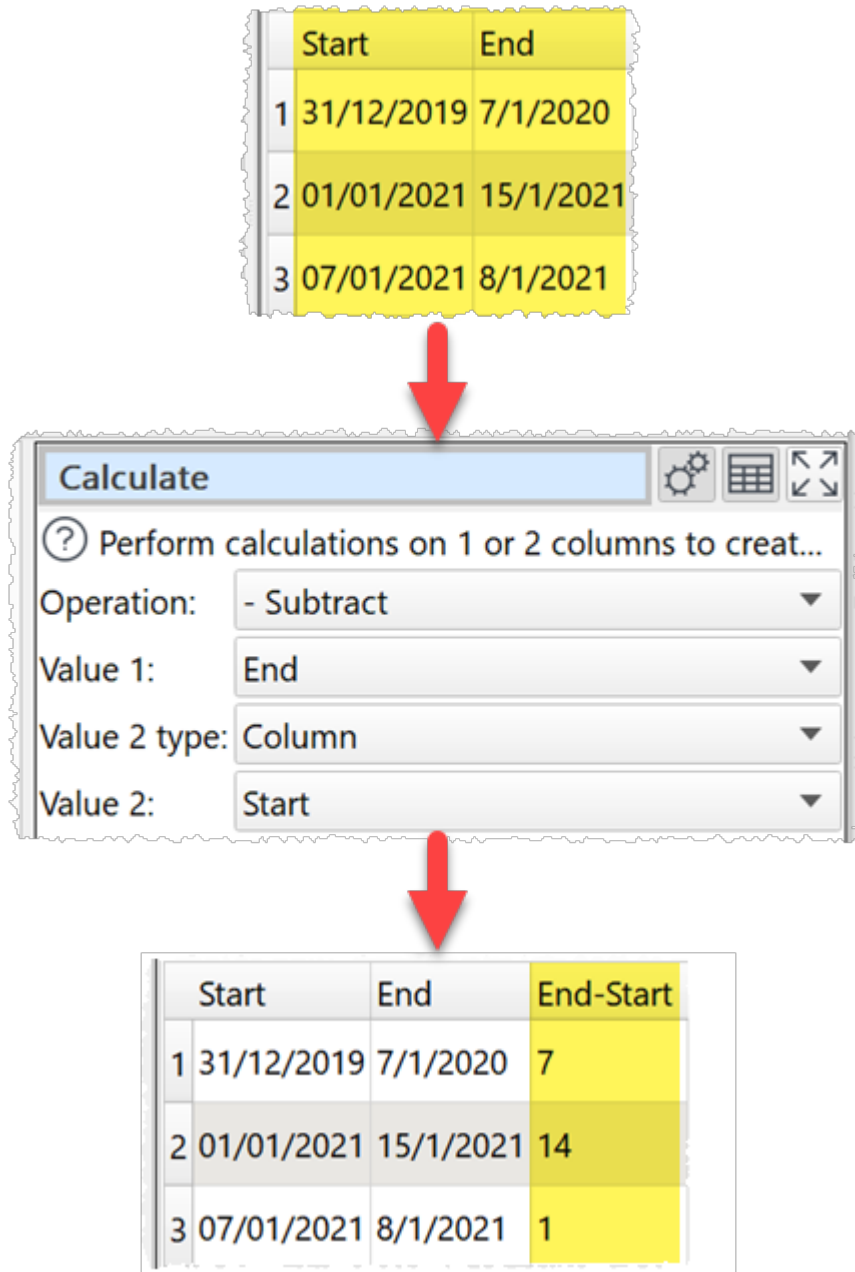 Start End
1 31/12/2019 7/1/2020
2 01/01/2021 15/1/2021
3 07/01/2021 8/1/2021
Calculate
? Perform calculations on 1 or 2 columns to creat...
Operation: - Subtract
Value 1: End
Value 2 type: Column
Value 2: Start
Start End End-Start
1 31/12/2019 7/1/2020 7
2 01/01/2021 15/1/2021 14
3 07/01/2021 8/1/2021 1